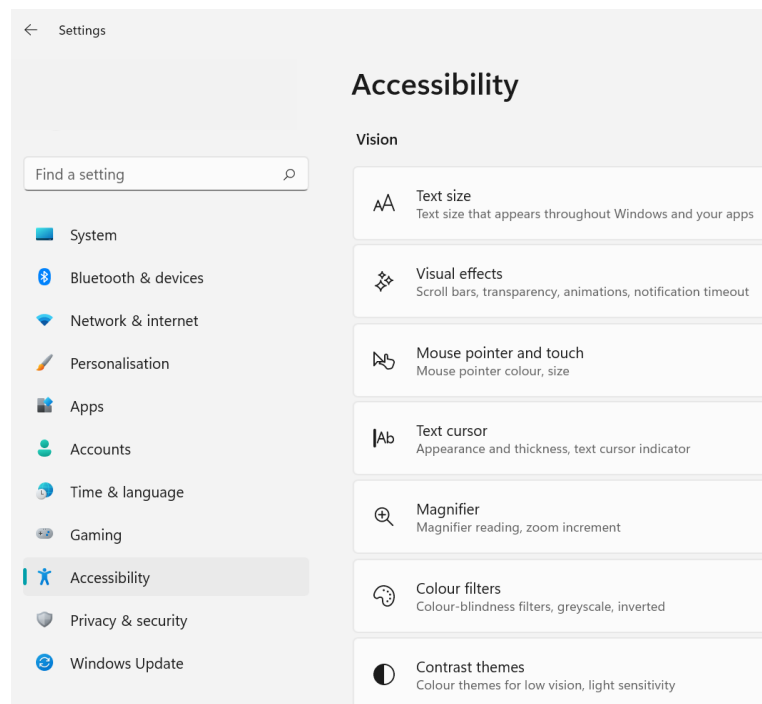 Settings
Find a setting
System
Bluetooth & devices
Network & internet
Personalisation
Apps
Accounts
Time & language
Gaming
Accessibility
Privacy & security
Windows Update
Accessibility
Vision
Text size
Text size that appears throughout Windows and your apps
Visual effects
Scroll bars, transparency, animations, notification timeout
Mouse pointer and touch
Mouse pointer colour, size
Ab
Text cursor
Appearance and thickness, text cursor indicator
Magnifier
Magnifier reading, zoom increment
Colour filters
Colour-blindness filters, greyscale, inverted
Contrast themes
Colour themes for low vision, light sensitivity